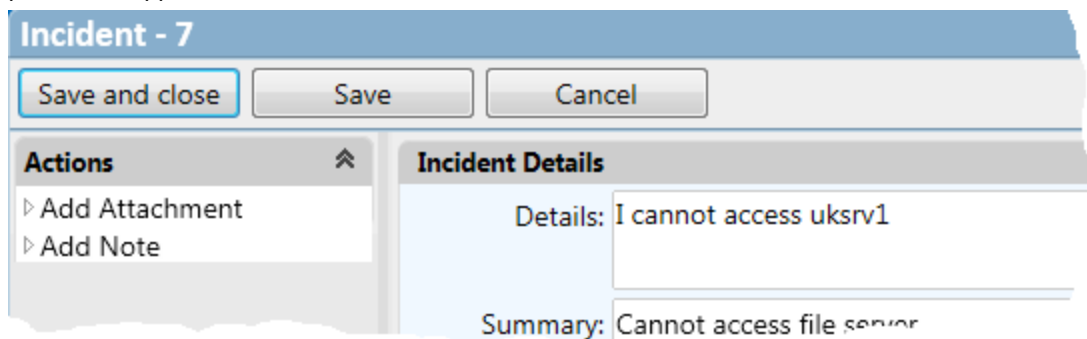 Incident - 7
Save and close Save Cancel
Actions
Add Attachment
Add Note
Incident Details
Details: I cannot access uksrv1
Summary: Cannot access file server